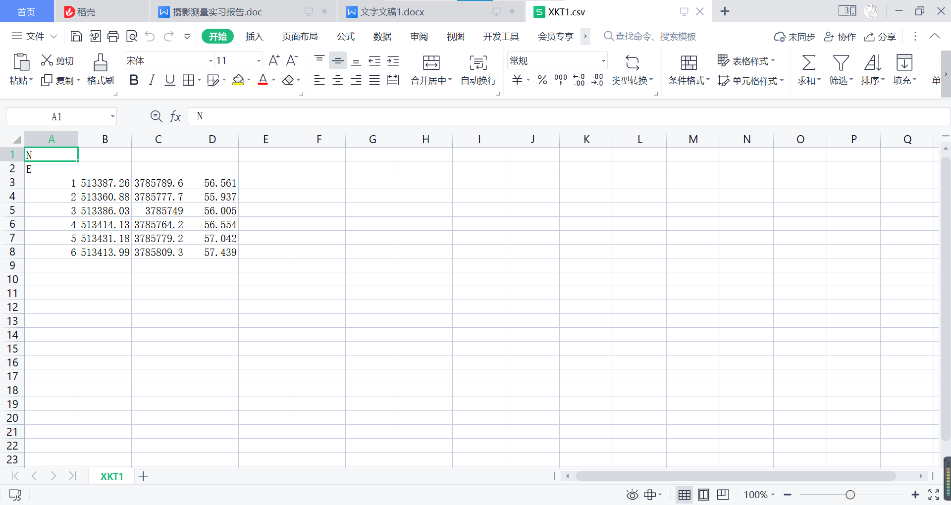 首页 稻壳 摄影测量实习报告.doc 文字文稿1.docx XKT1.csv
文件 开始 插入 页面布局 公式 数据 审阅 视图 开发工具 会员专享 查找命令、搜索模板 未同步 协作 分享
粘贴 剪切 复制 格式刷 宋体 11 合并居中 自动换行 常规 类型转换 条件格式 表格样式 单元格样式 求和 筛选 排序 填充 单
A1 fx N
A B C D E F G H I J K L M N O P Q
1 N
2 E
3 1 513387.26 3785789.6 56.561
4 2 513360.88 3785777.7 55.937
5 3 513386.03 3785749 56.005
6 4 513414.13 3785764.2 56.554
7 5 513431.18 3785779.2 57.042
8 6 513413.99 3785809.3 57.439
9
10
11
12
13
14
15
16
17
18
19
20
21
22
23
XKT1
100%